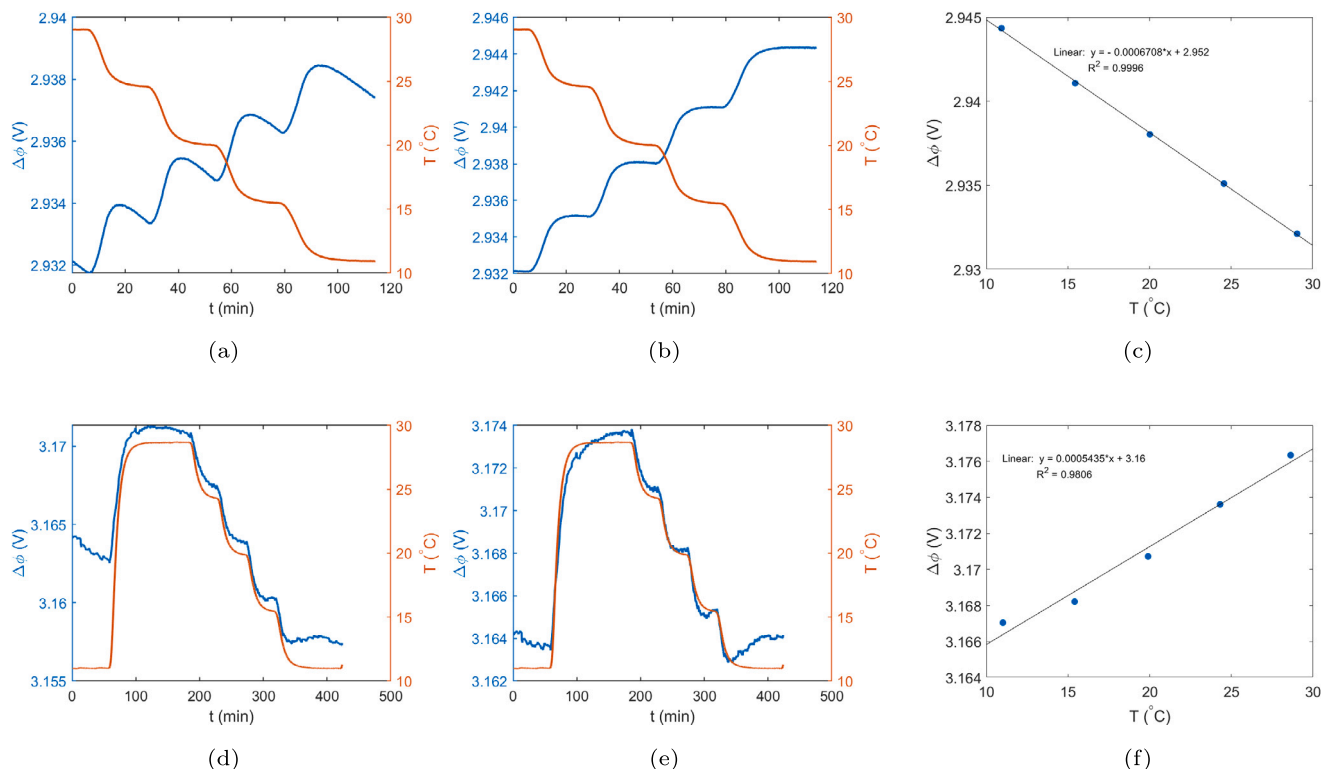 2.94
2.938
2.936
2.934
2.932
Δϕ (V)
0 20 40 60 80 100 120
t (min)
30
25
20
15
10
T (°C)
(a)
2.946
2.944
2.942
2.94
2.938
2.936
2.934
2.932
Δϕ (V)
0 20 40 60 80 100 120
t (min)
30
25
20
15
10
T (°C)
(b)
2.945
2.94
2.935
2.93
Δϕ (V)
Linear: y = - 0.0006708*x + 2.952
R² = 0.9996
10 15 20 25 30
T (°C)
(c)
3.17
3.165
3.16
3.155
Δϕ (V)
0 100 200 300 400 500
t (min)
30
25
20
15
10
T (°C)
(d)
3.174
3.172
3.17
3.168
3.166
3.164
3.162
Δϕ (V)
0 100 200 300 400 500
t (min)
30
25
20
15
10
T (°C)
(e)
3.178
3.176
3.174
3.172
3.17
3.168
3.166
3.164
Δϕ (V)
Linear: y = 0.0005435*x + 3.16
R² = 0.9806
10 15 20 25 30
T (°C)
(f)